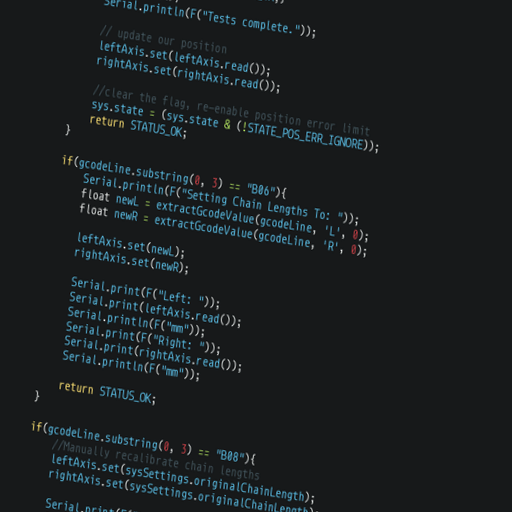 Serial.println(F("Tests complete."));
// update our position
leftAxis.set(leftAxis.read());
rightAxis.set(rightAxis.read());
//clear the flag, re-enable position error limit
sys.state = (sys.state & (!STATE_POS_ERR_IGNORE));
return STATUS_OK;
}
if(gcodeLine.substring(0, 3) == "B06"){
Serial.println(F("Setting Chain Lengths To: "));
float newL = extractGcodeValue(gcodeLine, 'L', 0);
float newR = extractGcodeValue(gcodeLine, 'R', 0);
leftAxis.set(newL);
rightAxis.set(newR);
Serial.print(F("Left: "));
Serial.print(leftAxis.read());
Serial.println(F("mm"));
Serial.print(F("Right: "));
Serial.print(rightAxis.read());
Serial.println(F("mm"));
return STATUS_OK;
}
if(gcodeLine.substring(0, 3) == "B08"){
//Manually recalibrate chain lengths
leftAxis.set(sysSettings.originalChainLength);
rightAxis.set(sysSettings.originalChainLength);